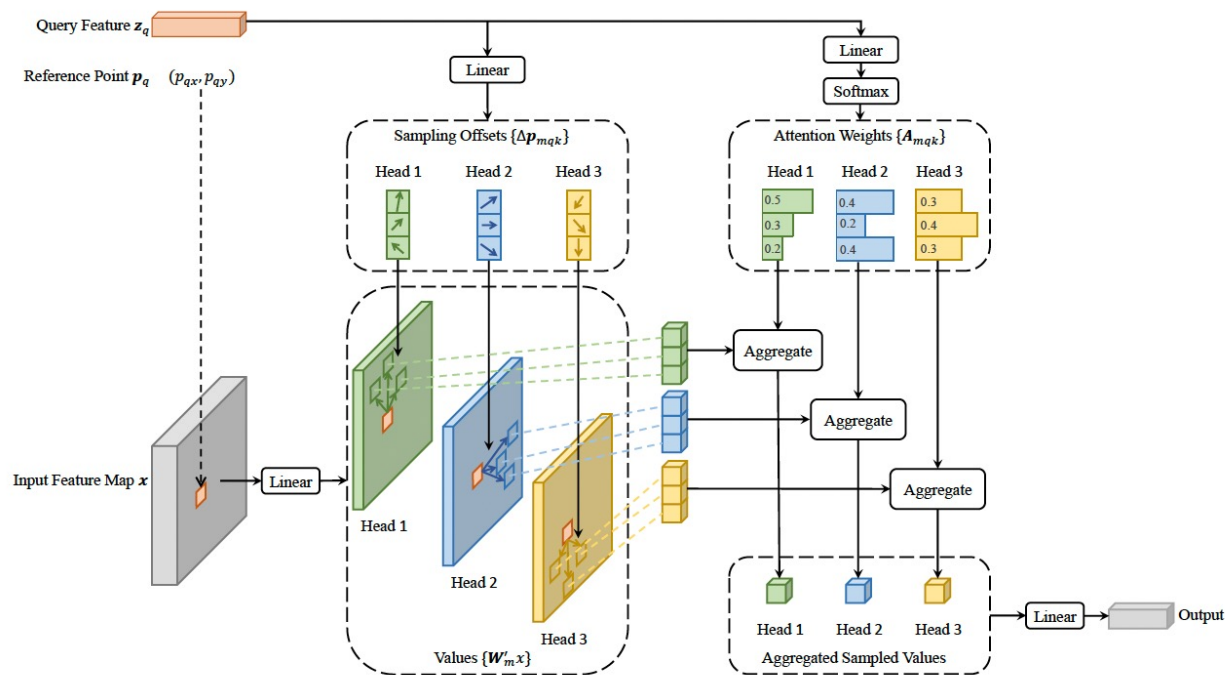 Query Feature z_q
Linear
Reference Point p_q (p_qx, p_qy)
Linear
Softmax
Sampling Offsets {Δp_mqk}
Head 1 Head 2 Head 3
Attention Weights {A_mqk}
Head 1 Head 2 Head 3
0.5 0.4 0.3
0.3 0.2 0.4
0.2 0.4 0.3
Aggregate
Aggregate
Aggregate
Input Feature Map x
Linear
Head 1
Head 2
Head 3
Values {W'_m x}
Head 1 Head 2 Head 3
Aggregated Sampled Values
Linear
Output